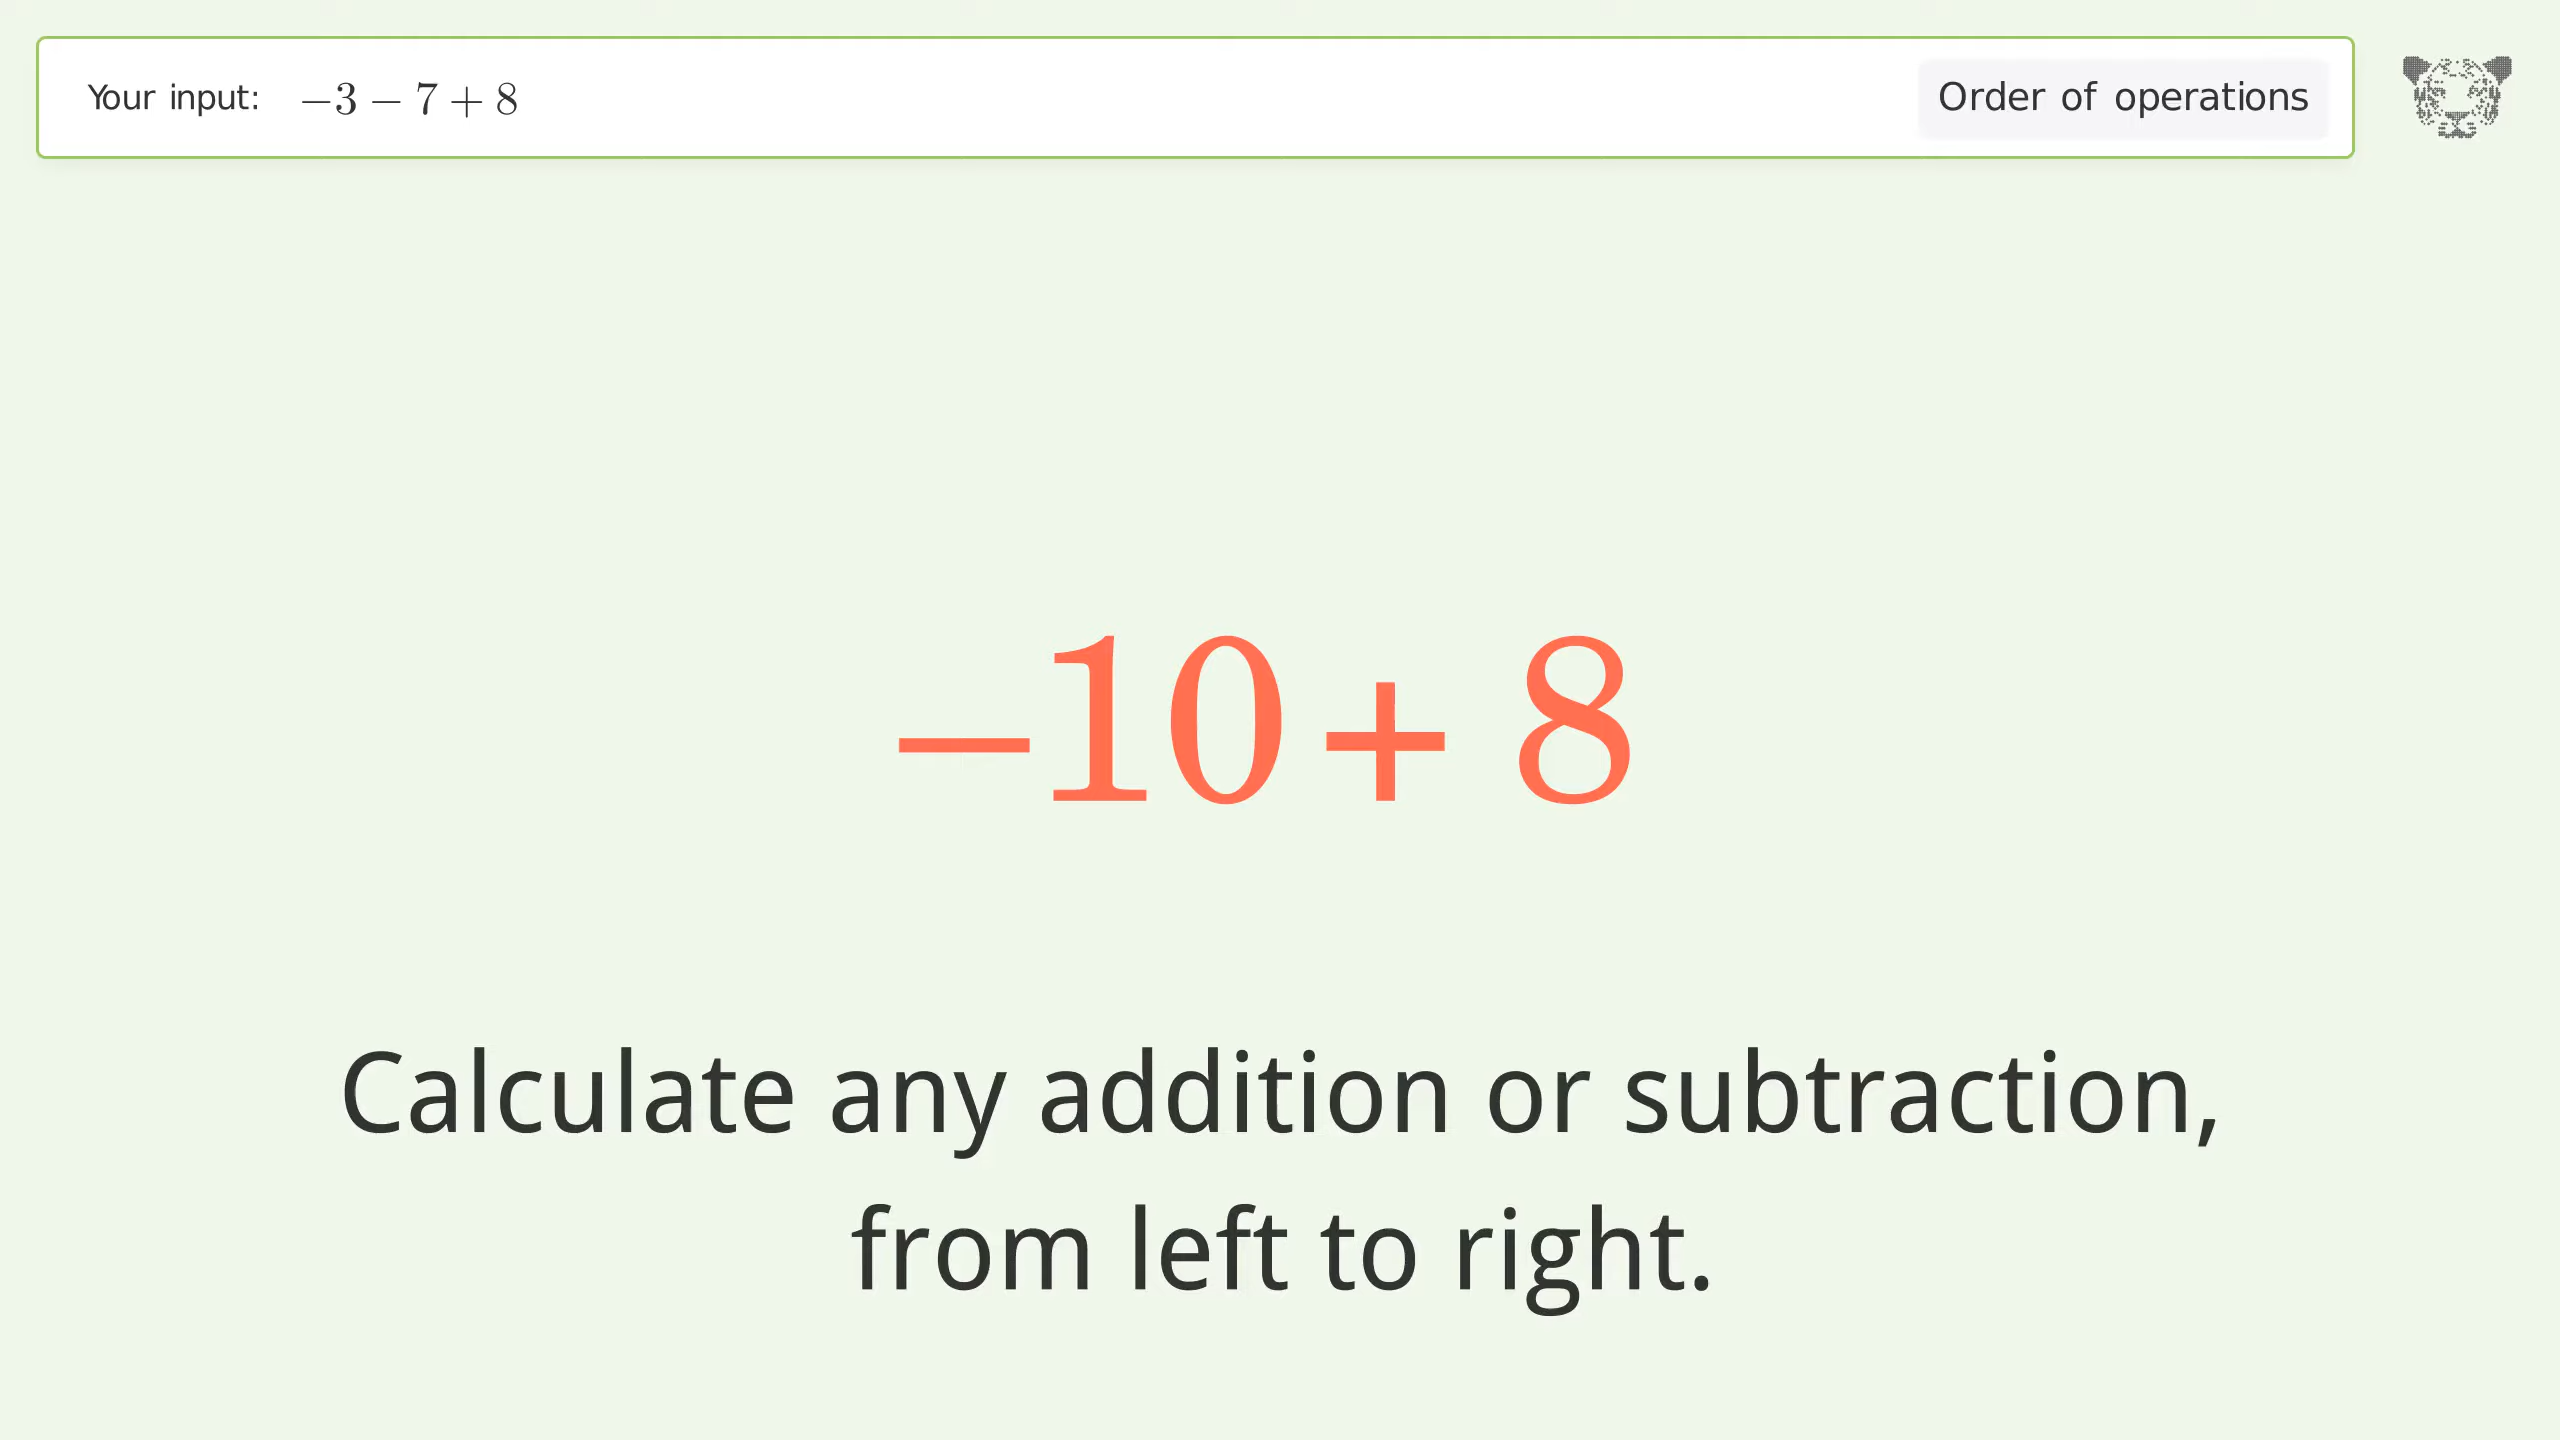 Your input: −3 − 7 + 8
Order of operations
−10 + 8
Calculate any addition or subtraction,
from left to right.